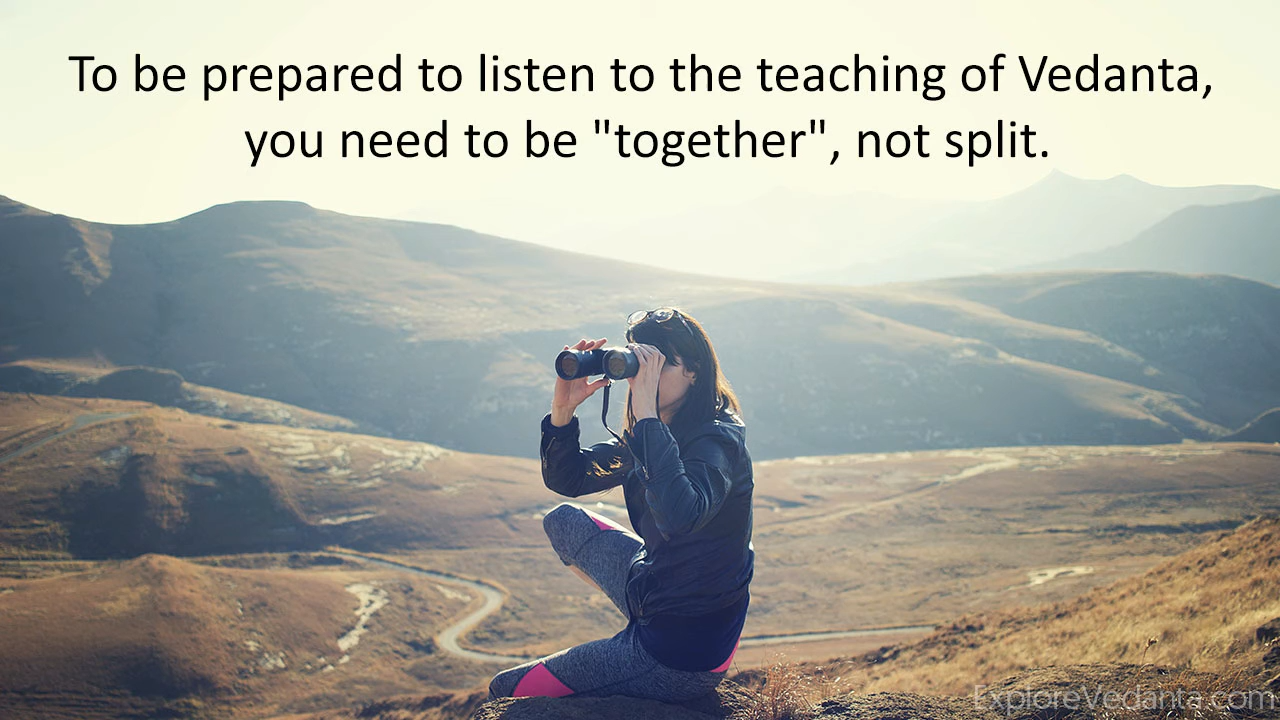 To be prepared to listen to the teaching of Vedanta,
you need to be "together", not split.
ExploreVedanta.com